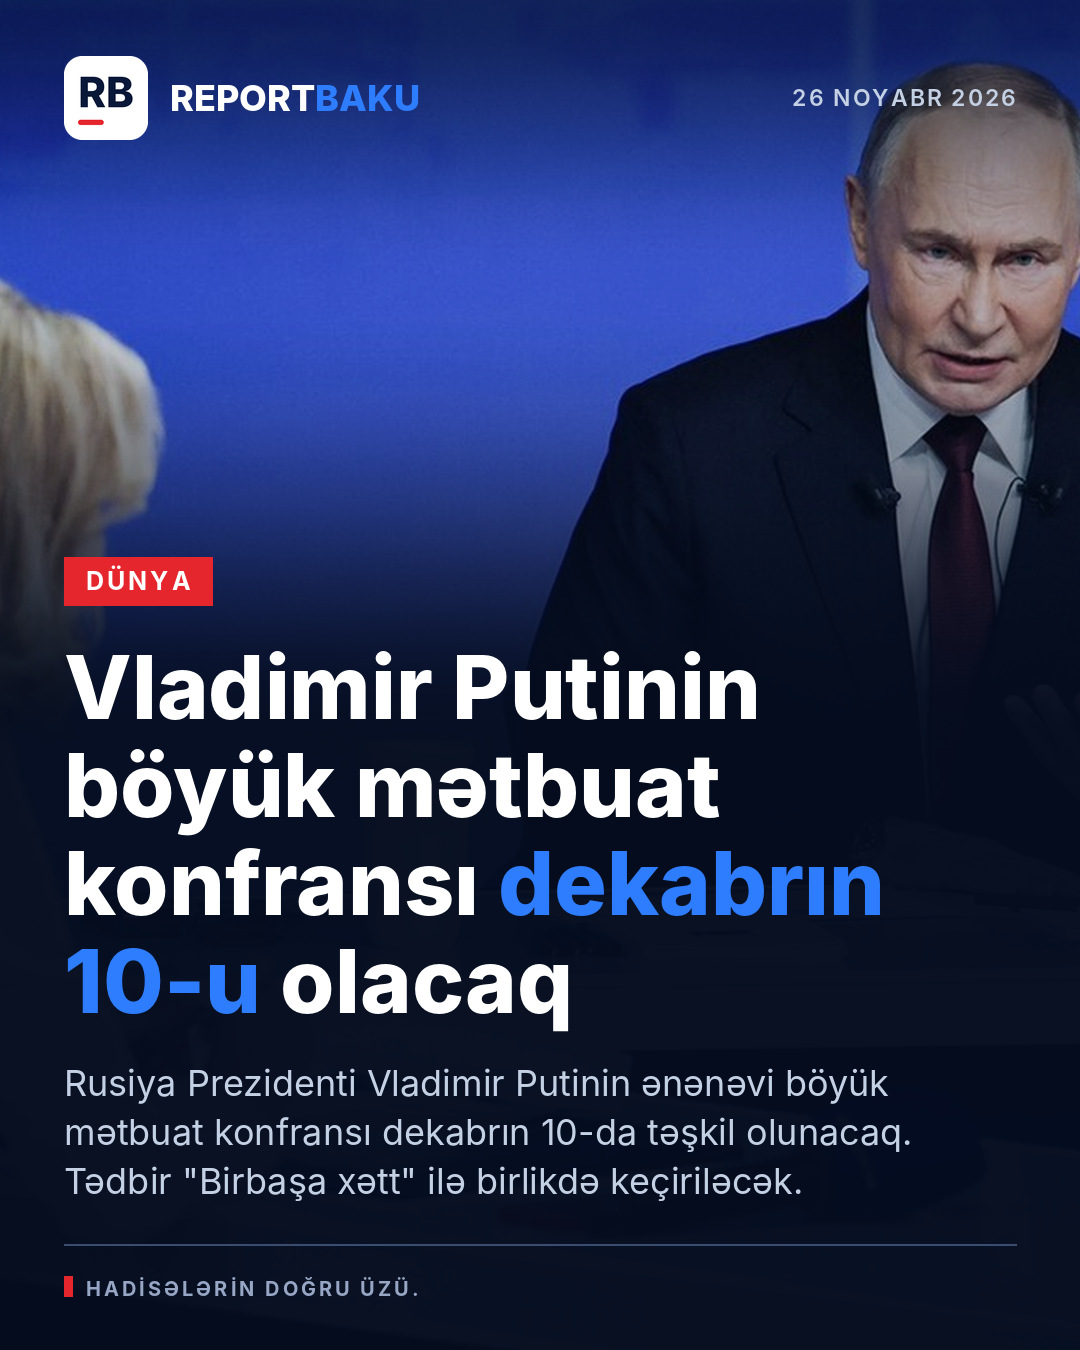 RB
REPORTBAKU
26 NOYABR 2026
DÜNYA
Vladimir Putinin
böyük mətbuat
konfransı dekabrın
10-u olacaq
Rusiya Prezidenti Vladimir Putinin ənənəvi böyük
mətbuat konfransı dekabrın 10-da təşkil olunacaq.
Tədbir "Birbaşa xətt" ilə birlikdə keçiriləcək.
HADİSƏLƏRİN DOĞRU ÜZÜ.